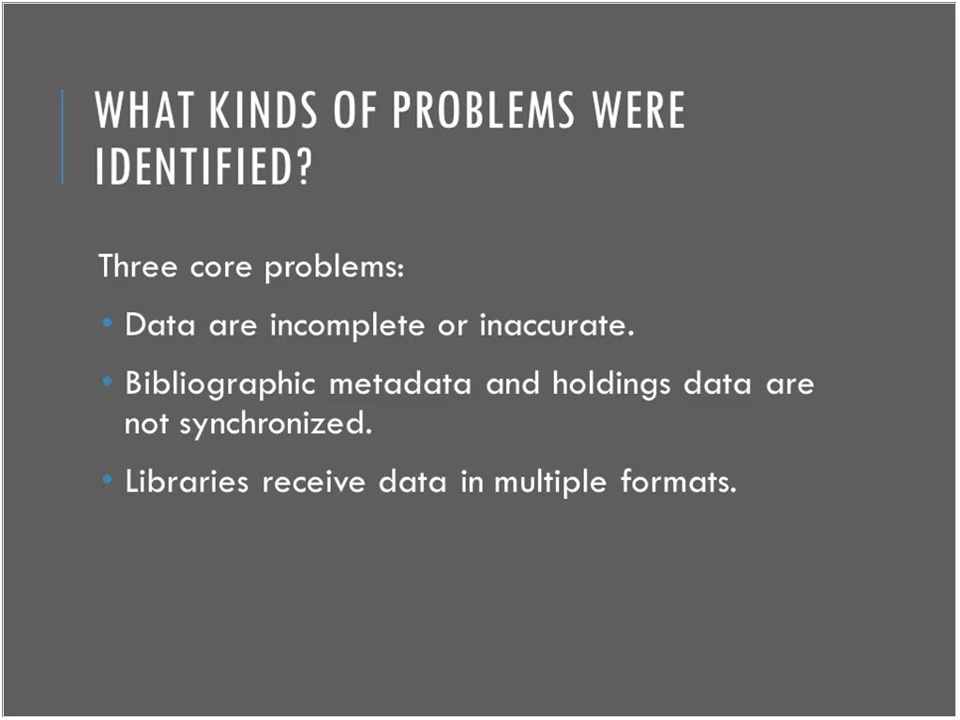 WHAT KINDS OF PROBLEMS WERE
IDENTIFIED?
Three core problems:
• Data are incomplete or inaccurate.
• Bibliographic metadata and holdings data are
not synchronized.
• Libraries receive data in multiple formats.